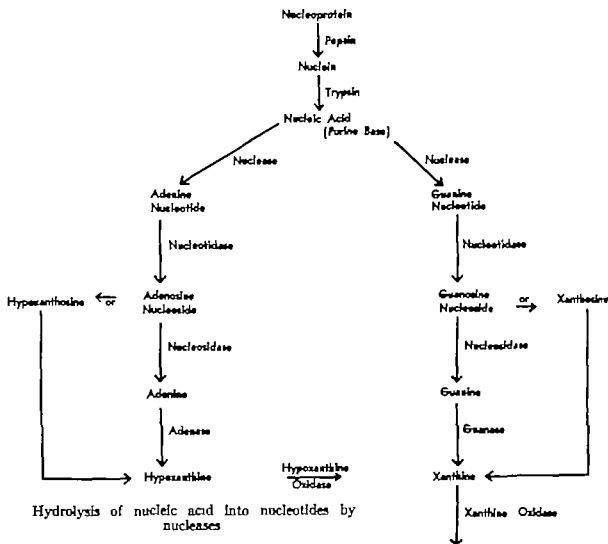 Nucleoprotein
Pepsin
Nuclein
Trypsin
Nucleic Acid
(Purine Base)
Nuclease
Nuclease
Adenine
Nucleotide
Guanine
Nucleotide
Nucleotidase
Nucleotidase
Hypoxanthosine
or
Adenosine
Nucleoside
Guanosine
Nucleoside
or
Xanthosine
Nucleosidase
Nucleosidase
Adenine
Guanine
Adenase
Guanase
Hypoxanthine
Hypoxanthine
Oxidase
Xanthine
Hydrolysis of nucleic acid into nucleotides by
nucleases
Xanthine Oxidase